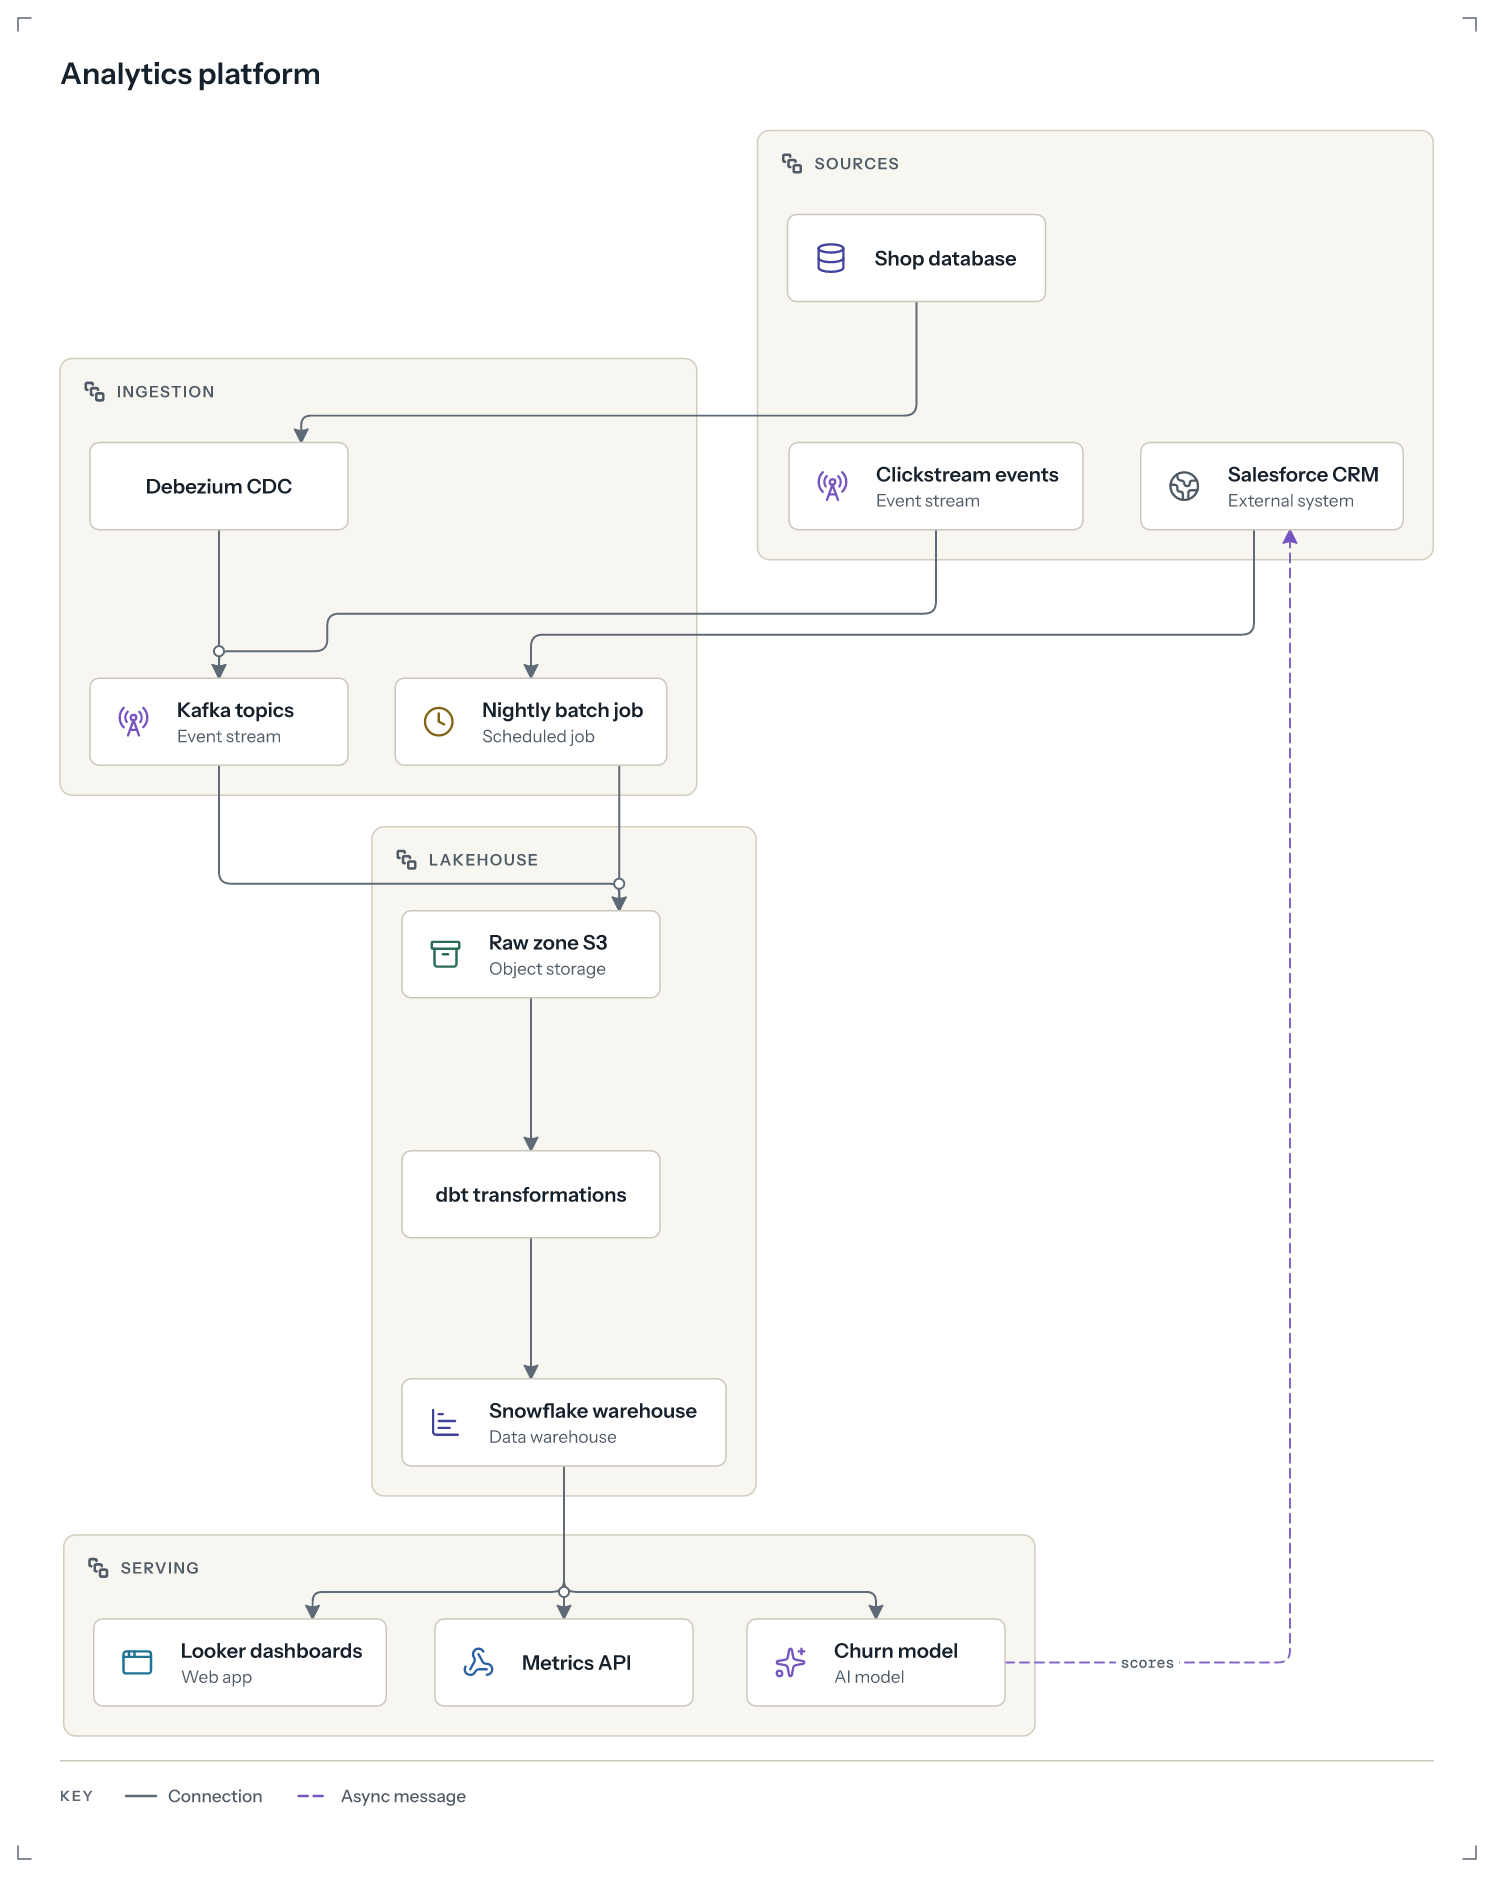 Analytics platform
SOURCES
Shop database
INGESTION
Debezium CDC
Clickstream events
Event stream
Salesforce CRM
External system
Kafka topics
Event stream
Nightly batch job
Scheduled job
LAKEHOUSE
Raw zone S3
Object storage
dbt transformations
Snowflake warehouse
Data warehouse
SERVING
Looker dashboards
Web app
Metrics API
Churn model
AI model
scores
KEY
Connection
Async message